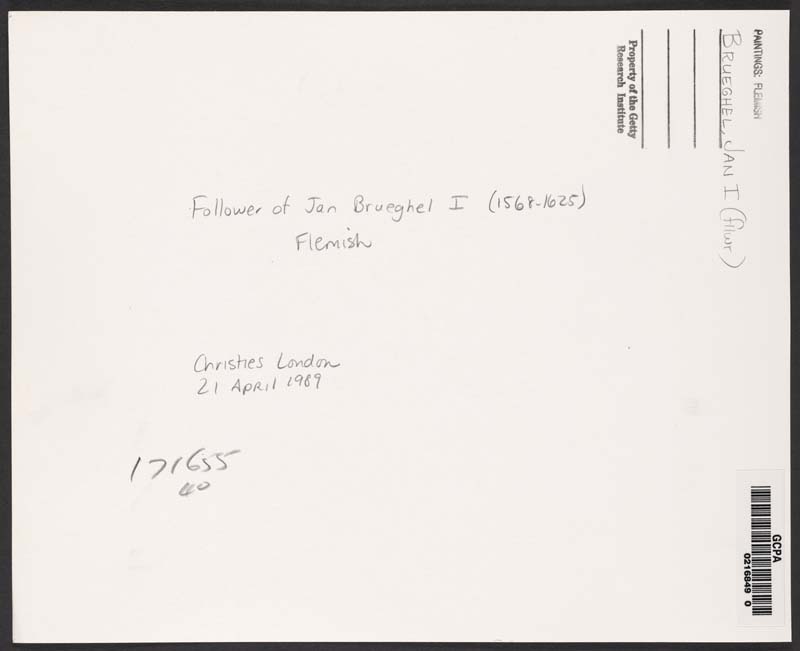 PAINTINGS: FLEMISH
BRUEGHEL, JAN I (fllwr)
Property of the Getty
Research Institute
Follower of Jan Brueghel I (1568-1625)
Flemish
Christies London
21 April 1989
171655
40
GCPA
0216849 0